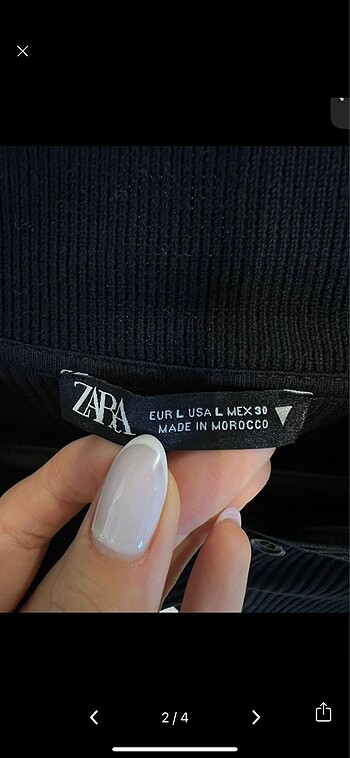 ZARA
EUR L USA L MEX 30
MADE IN MOROCCO
2/4